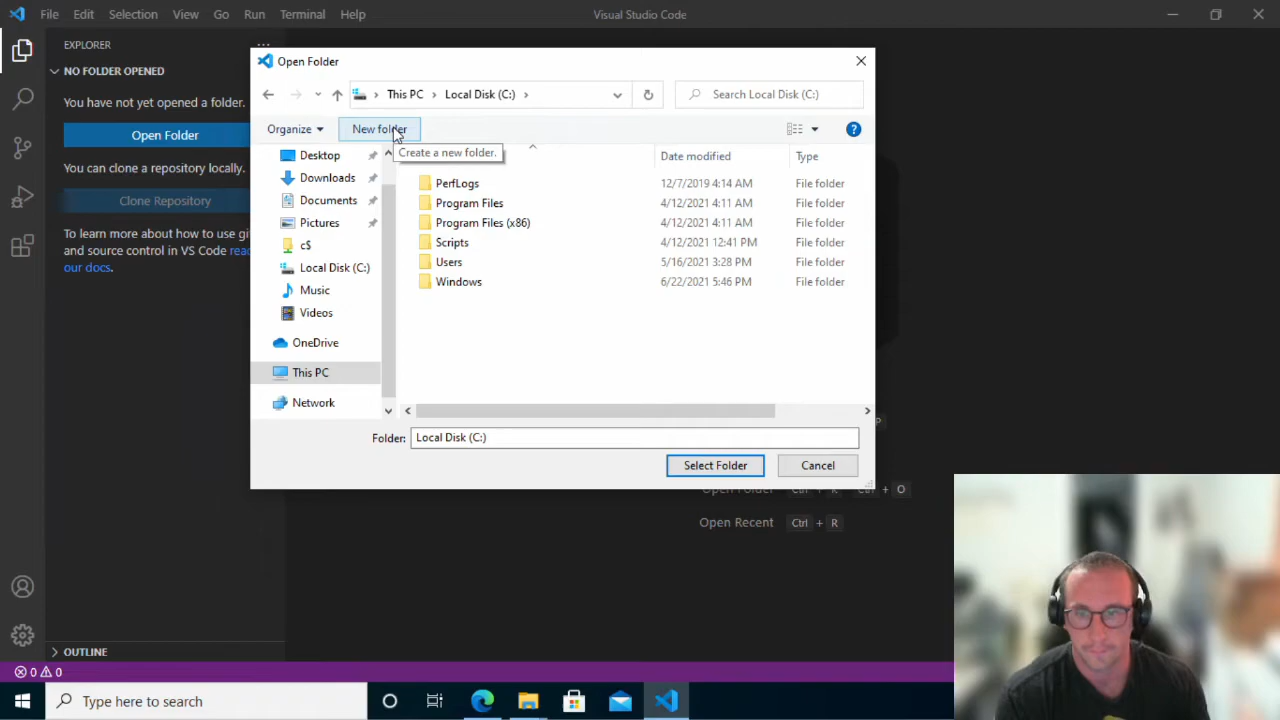 File Edit Selection View Go Run Terminal Help Visual Studio Code
EXPLORER
NO FOLDER OPENED
You have not yet opened a folder.
Open Folder
You can clone a repository locally.
Clone Repository
To learn more about how to use gi
and source control in VS Code rea
our docs.
OUTLINE
Open Folder
This PC Local Disk (C:) Search Local Disk (C:)
Organize New folder
Create a new folder.
Date modified Type
Desktop
Downloads
Documents
Pictures
c$
Local Disk (C:)
Music
Videos
OneDrive
This PC
Network
PerfLogs 12/7/2019 4:14 AM File folder
Program Files 4/12/2021 4:11 AM File folder
Program Files (x86) 4/12/2021 4:11 AM File folder
Scripts 4/12/2021 12:41 PM File folder
Users 5/16/2021 3:28 PM File folder
Windows 6/22/2021 5:46 PM File folder
Folder: Local Disk (C:)
Select Folder Cancel
P
Open Folder Ctrl + K Ctrl + O
Open Recent Ctrl + R
0 0
Type here to search